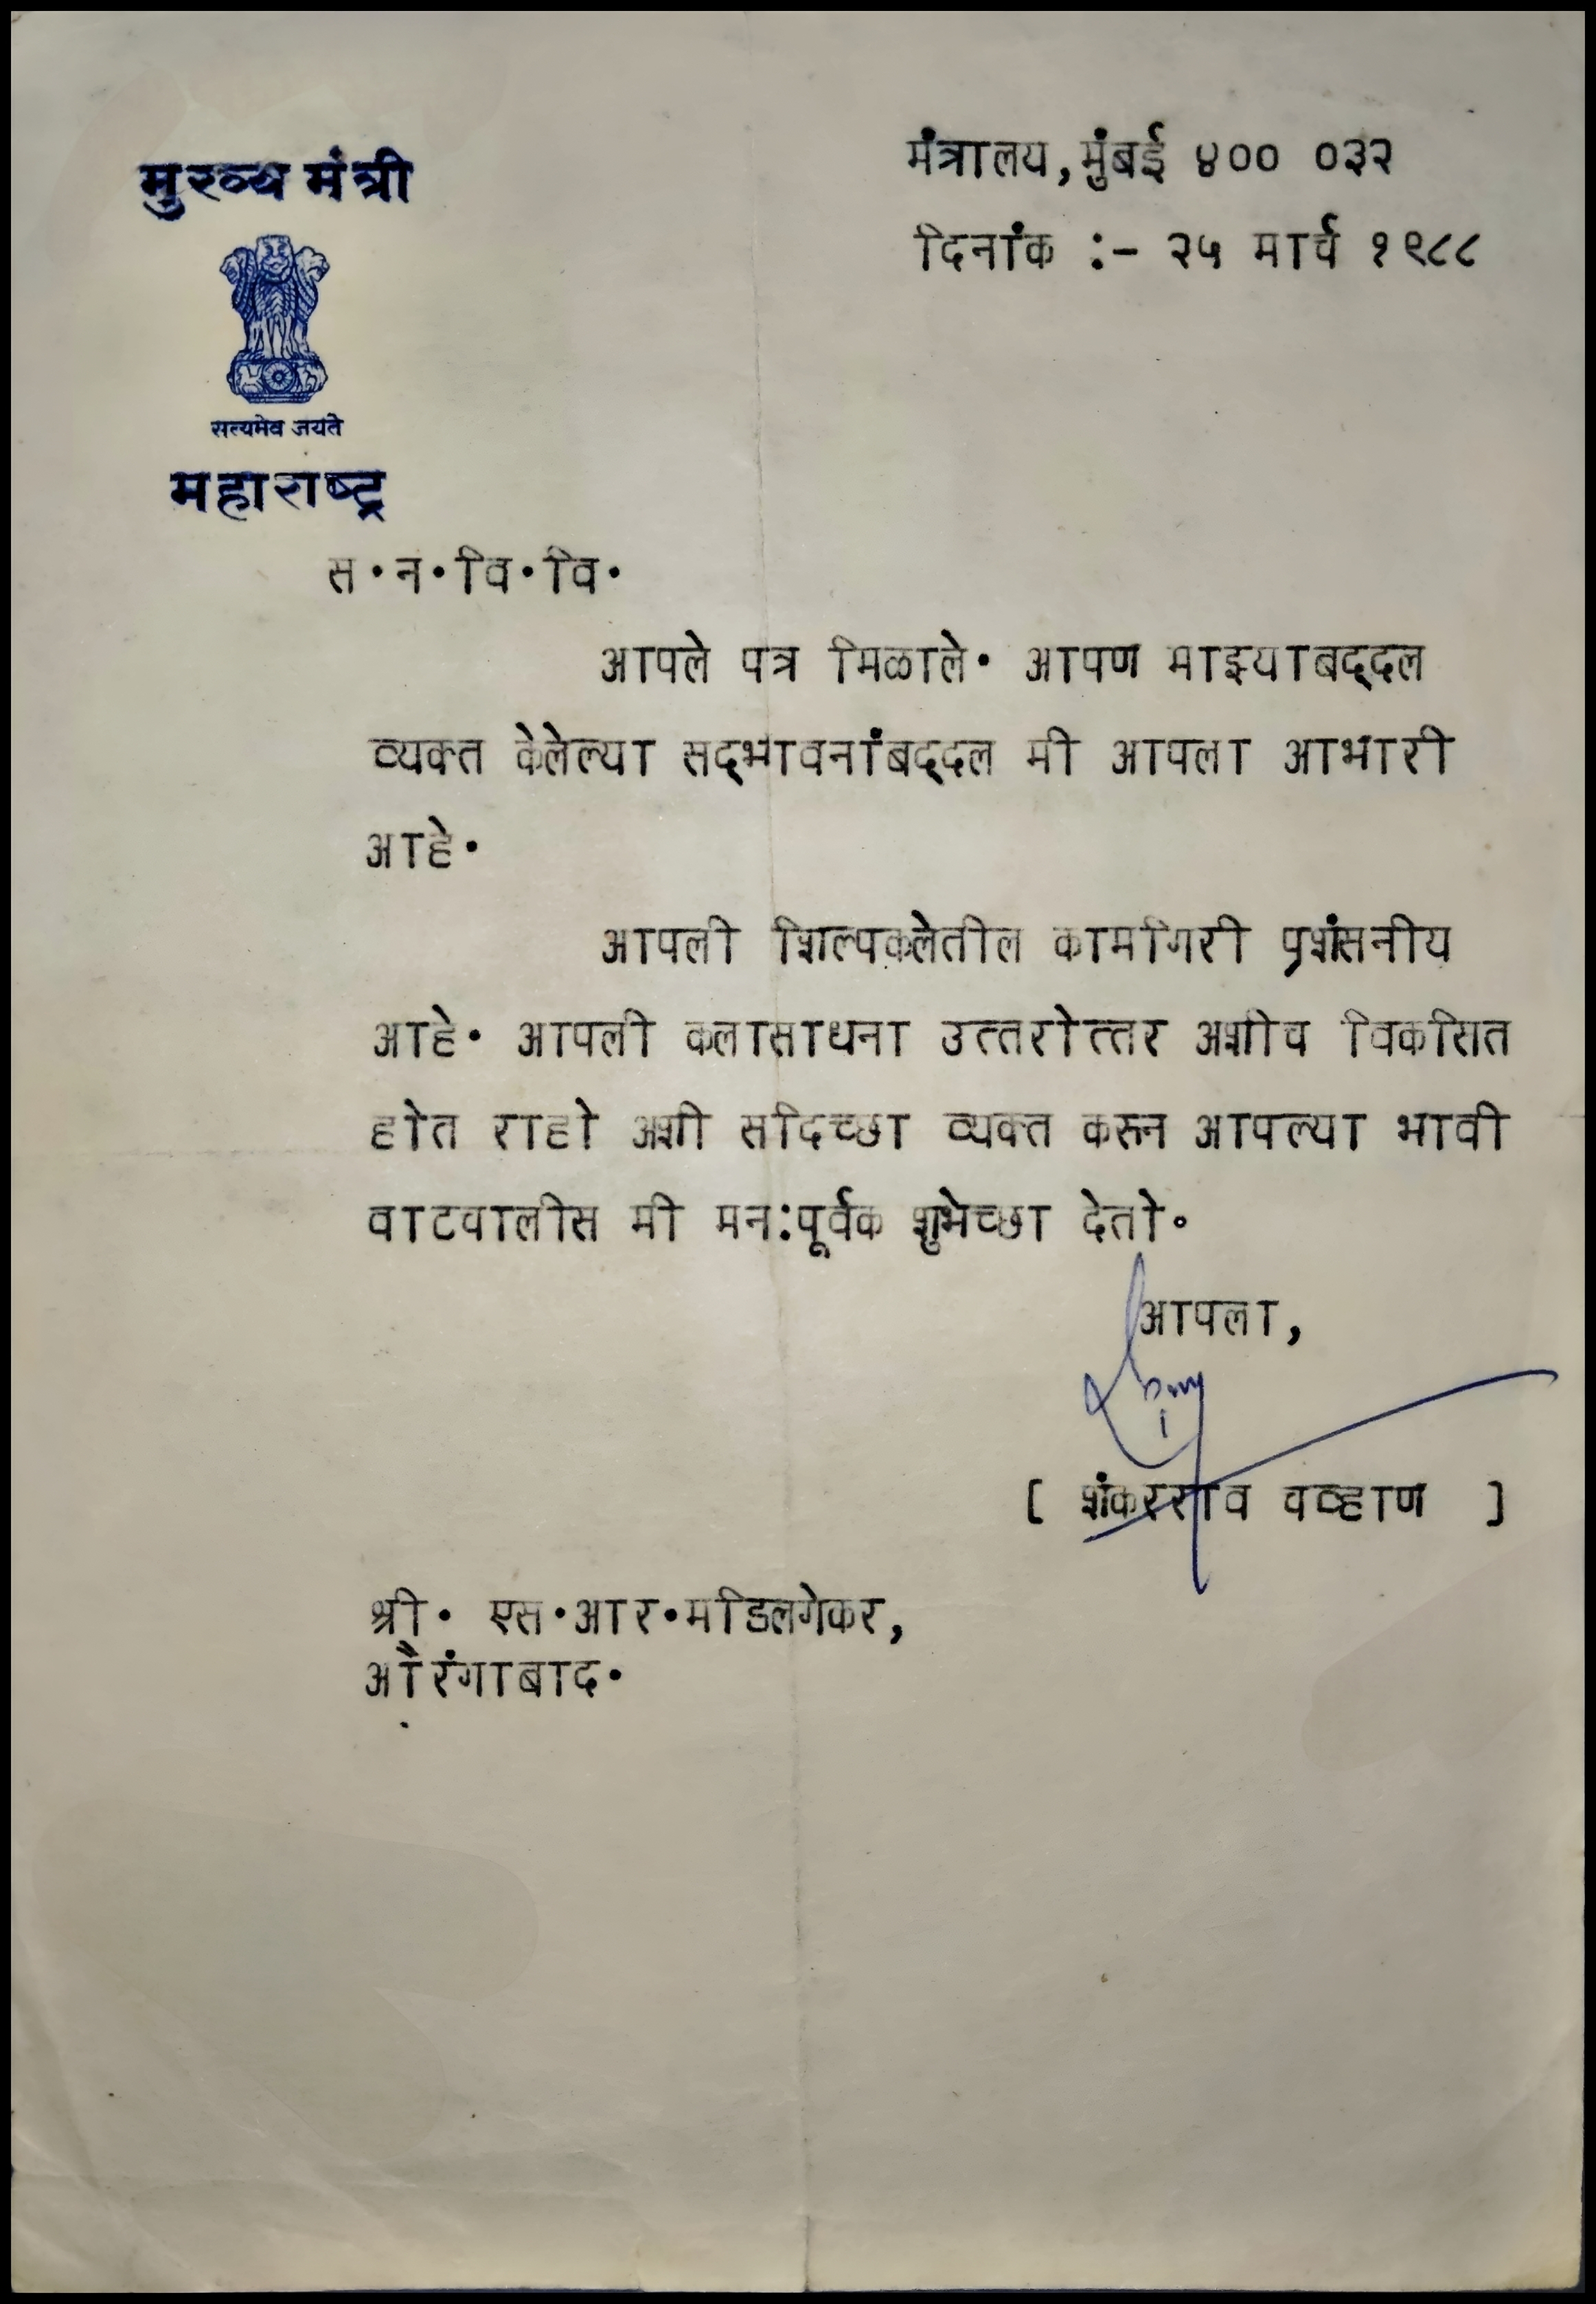 मुख्य मंत्री
सत्यमेव जयते
महाराष्ट्र
मंत्रालय, मुंबई ४०० ०३२
दिनांक :- २५ मार्च १९८८
स.न.वि.वि.
आपले पत्र मिळाले. आपण माझ्याबद्दल
व्यक्त केलेल्या सद्भावनांबद्दल मी आपला आभारी
आहे.
आपली शिल्पकलेतील कामगिरी प्रशंसनीय
आहे. आपली कलासाधना उत्तरोत्तर अशीच विकसित
होत राहो अशी सदिच्छा व्यक्त करुन आपल्या भावी
वाटचालीस मी मन:पूर्वक शुभेच्छा देतो.
आपला,
[ शंकरराव चव्हाण ]
श्री. एस.आर.मडिलगेकर,
औरंगाबाद.